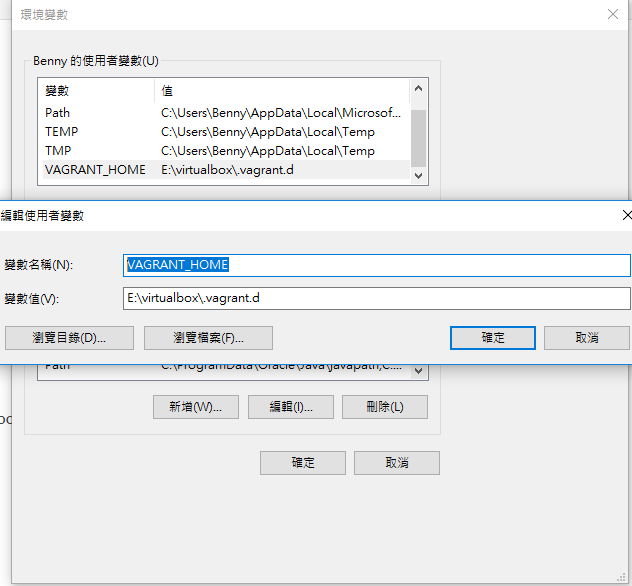 環境變數
Benny 的使用者變數(U)
變數 值
Path C:\Users\Benny\AppData\Local\Microsof...
TEMP C:\Users\Benny\AppData\Local\Temp
TMP C:\Users\Benny\AppData\Local\Temp
VAGRANT_HOME E:\virtualbox\.vagrant.d
編輯使用者變數
變數名稱(N): VAGRANT_HOME
變數值(V): E:\virtualbox\.vagrant.d
瀏覽目錄(D)... 瀏覽檔案(F)... 確定 取消
Path C:\ProgramData\Oracle\Java\javapath;C:...
新增(W)... 編輯(I)... 刪除(L)
確定 取消